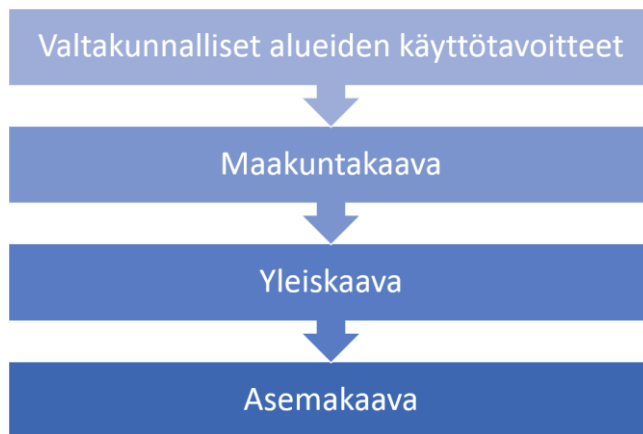 Valtakunnalliset alueiden käyttötavoitteet
Maakuntakaava
Yleiskaava
Asemakaava